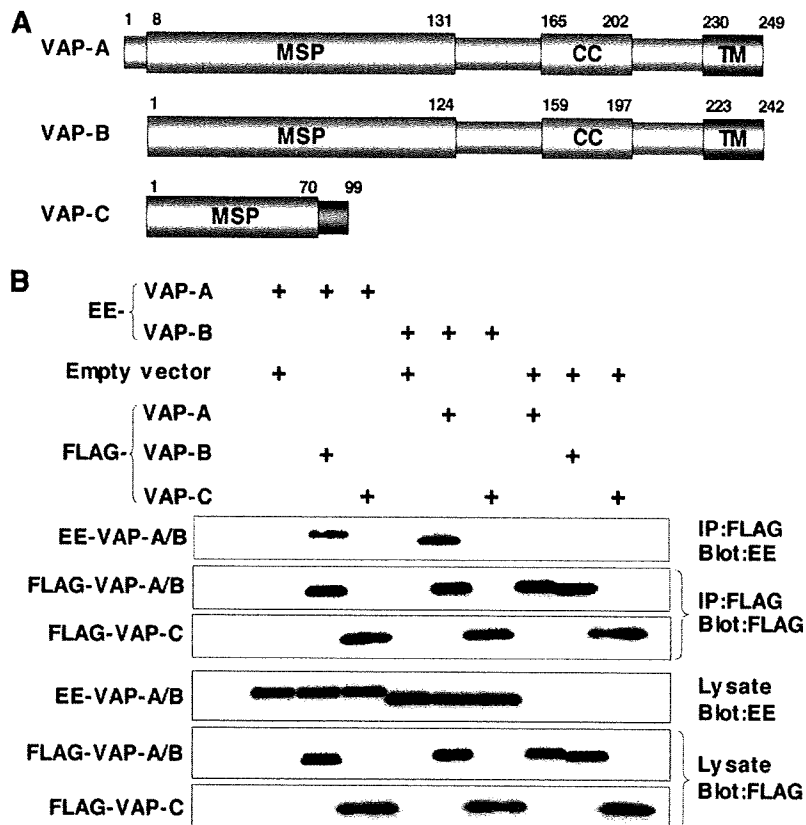 A
1 8 131 165 202 230 249
VAP-A MSP CC TM
1 124 159 197 223 242
VAP-B MSP CC TM
1 70 99
VAP-C MSP
B
EE- VAP-A + + +
VAP-B + + +
Empty vector + + + + +
FLAG- VAP-A + +
VAP-B + +
VAP-C + + +
EE-VAP-A/B IP:FLAG
Blot:EE
FLAG-VAP-A/B IP:FLAG
Blot:FLAG
FLAG-VAP-C
EE-VAP-A/B Lysate
Blot:EE
FLAG-VAP-A/B Lysate
Blot:FLAG
FLAG-VAP-C